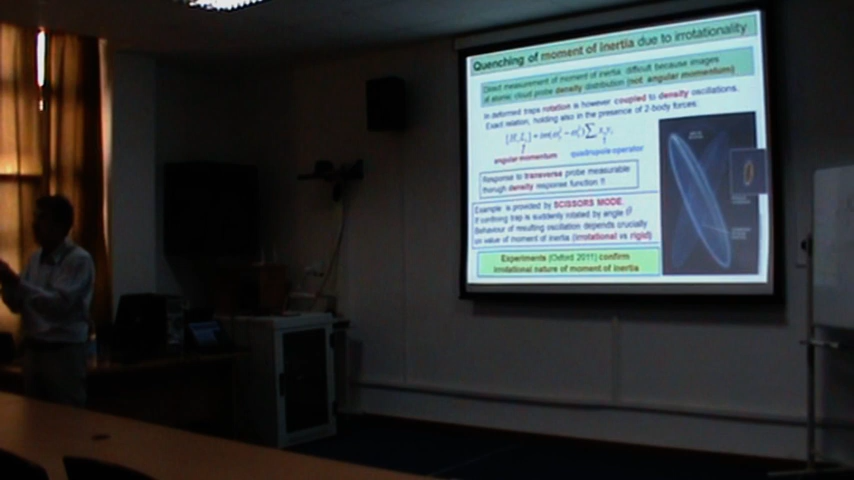 Quenching of moment of inertia due to irrotationality
Direct measurement of moment of inertia difficult because images
of atomic cloud probe density distribution (not angular momentum)
In deformed traps rotation is however coupled to density oscillations.
Exact relation, holding also in the presence of 2-body forces:
angular momentum
quadrupole operator
Response to transverse probe measurable
thorugh density response function !!
Example is provided by SCISSORS MODE.
If confining trap is suddenly rotated by angle θ
Behaviour of resulting oscillation depends crucially
on value of moment of inertia (irrotational vs rigid)
Experiments (Oxford 2011) confirm
irrotational nature of moment of inertia